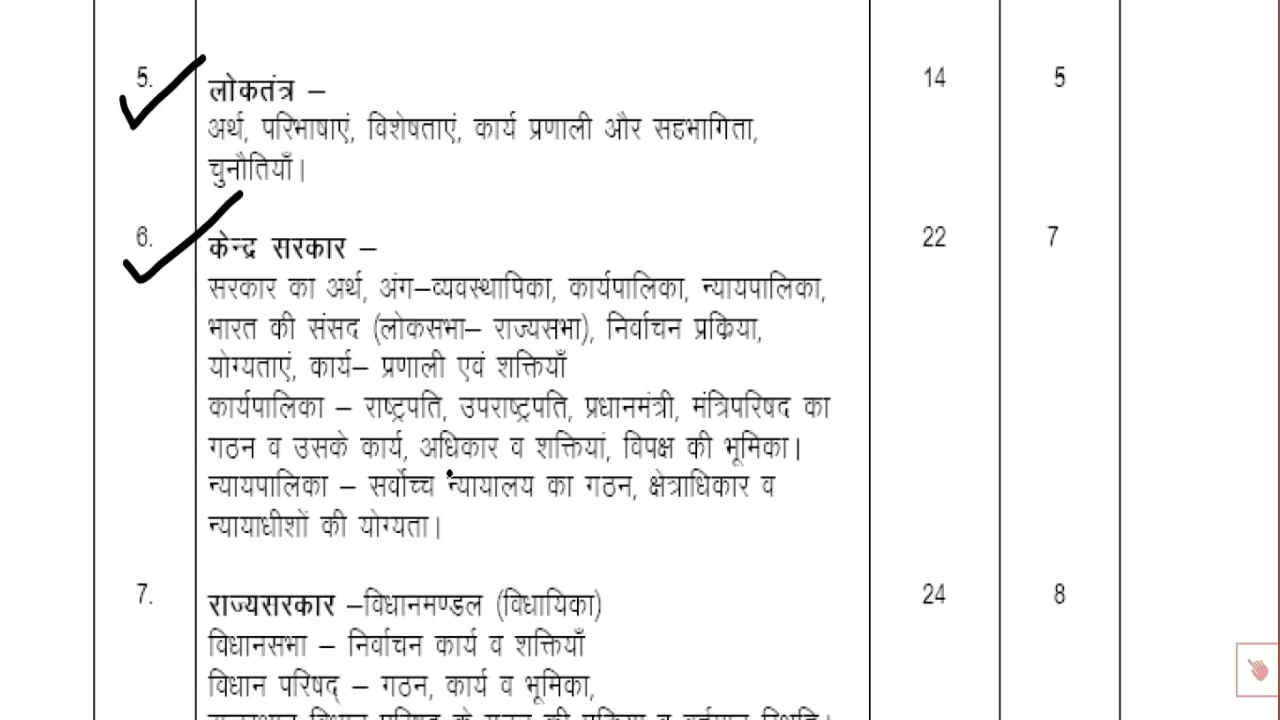 5. लोकतंत्र – 14 5
अर्थ, परिभाषाएं, विशेषताएं, कार्य प्रणाली और सहभागिता,
चुनौतियाँ।
6. केन्द्र सरकार – 22 7
सरकार का अर्थ, अंग–व्यवस्थापिका, कार्यपालिका, न्यायपालिका,
भारत की संसद (लोकसभा– राज्यसभा), निर्वाचन प्रक्रिया,
योग्यताएं, कार्य– प्रणाली एवं शक्तियाँ
कार्यपालिका – राष्ट्रपति, उपराष्ट्रपति, प्रधानमंत्री, मंत्रिपरिषद का
गठन व उसके कार्य, अधिकार व शक्तियां, विपक्ष की भूमिका।
न्यायपालिका – सर्वोच्च न्यायालय का गठन, क्षेत्राधिकार व
न्यायाधीशों की योग्यता।
7. राज्यसरकार –विधानमण्डल (विधायिका) 24 8
विधानसभा – निर्वाचन कार्य व शक्तियाँ
विधान परिषद् – गठन, कार्य व भूमिका,